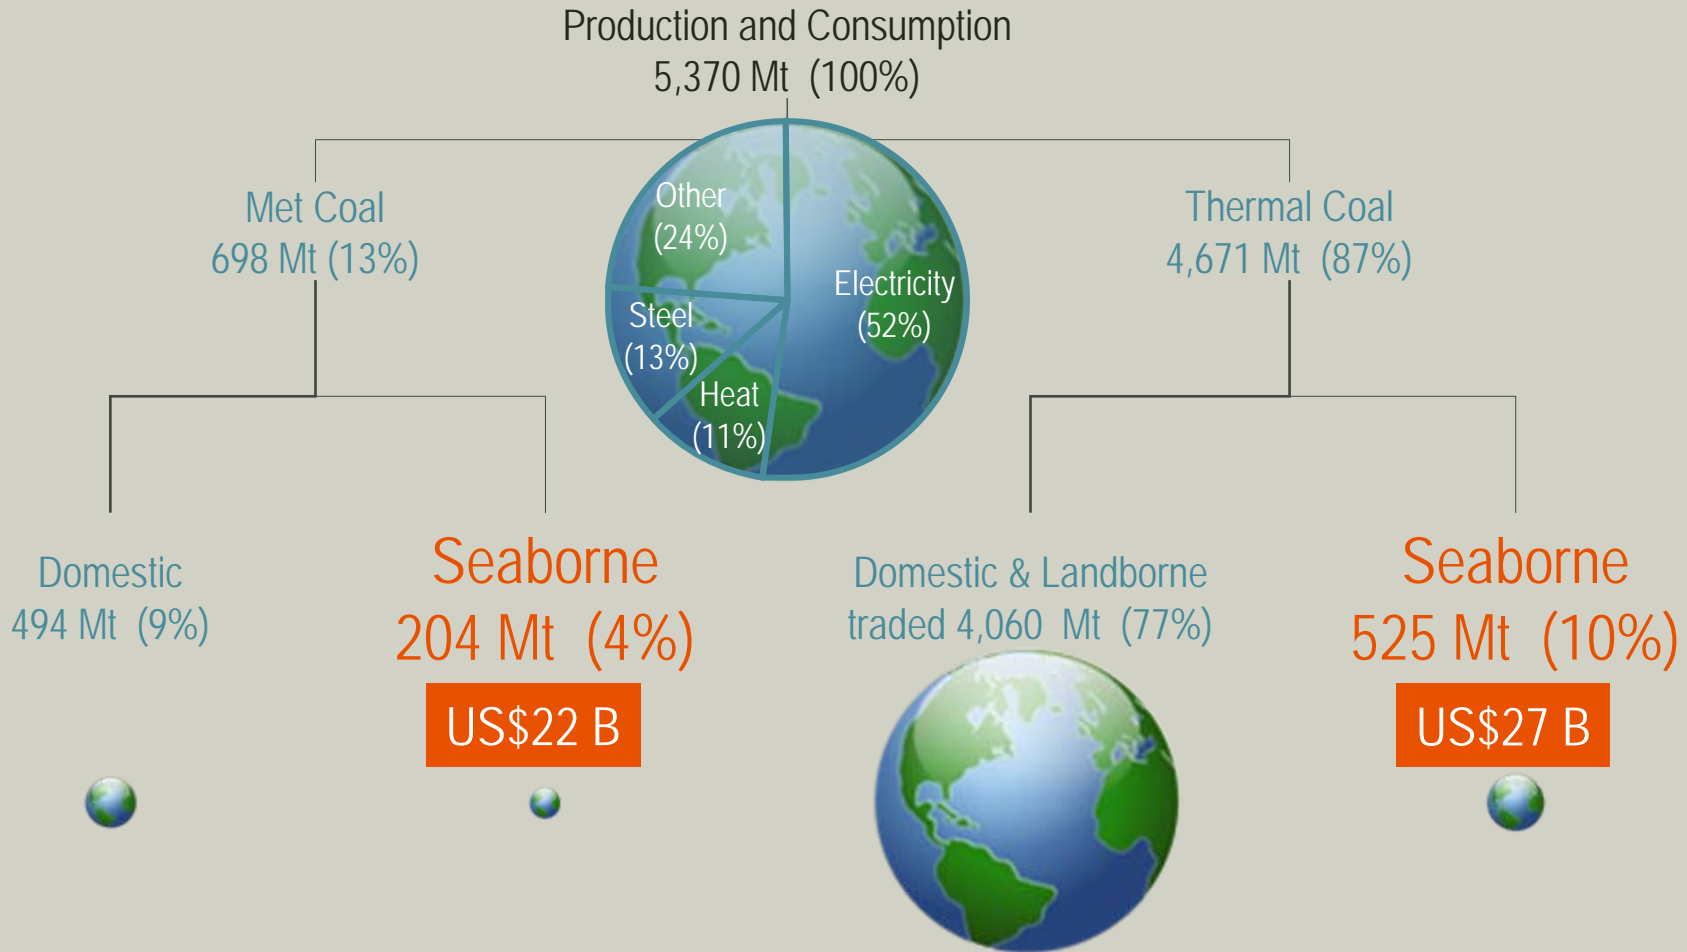 Production and Consumption
5,370 Mt (100%)
Met Coal
698 Mt (13%)
Thermal Coal
4,671 Mt (87%)
Other
(24%)
Electricity
(52%)
Steel
(13%)
Heat
(11%)
Domestic
494 Mt (9%)
Seaborne
204 Mt (4%)
US$22 B
Domestic & Landborne
traded 4,060 Mt (77%)
Seaborne
525 Mt (10%)
US$27 B